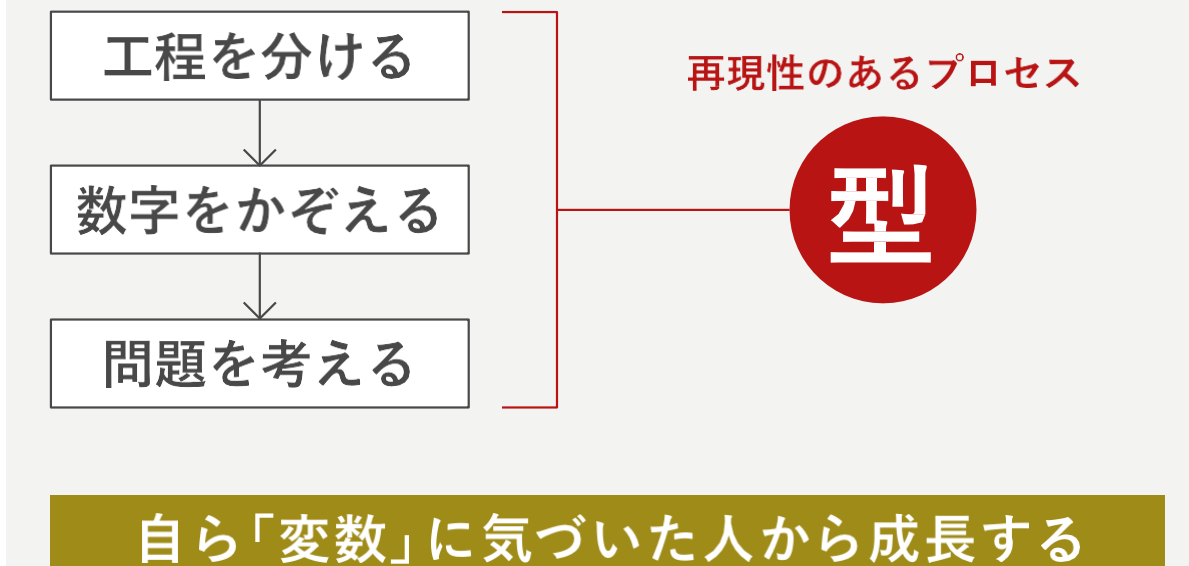 工程を分ける
数字をかぞえる
問題を考える
再現性のあるプロセス
型
自ら「変数」に気づいた人から成長する